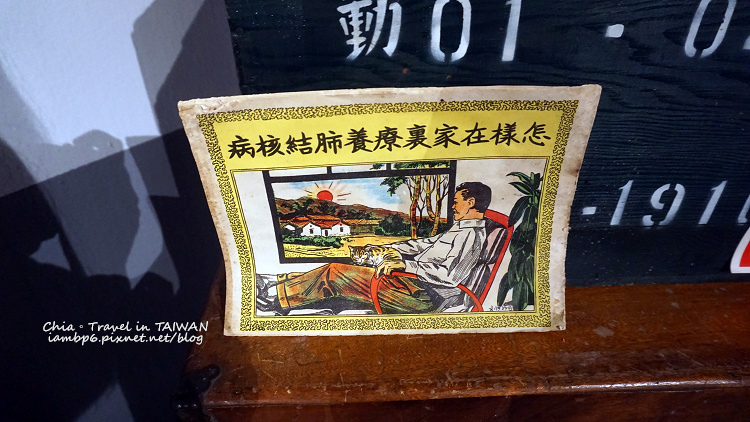 動01 · 0
病核結肺養療裏家在樣怎
-191
Chia。Travel in TAIWAN
iambp6.pixnet.net/blog